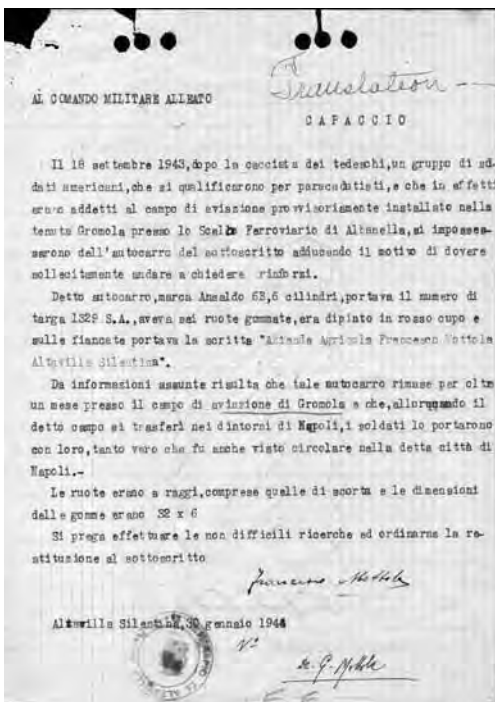 Translation -
AL COMANDO MILITARE ALLEATO
CAPACCIO
Il 18 settembre 1943,dopo la cacciata dei tedeschi,un gruppo di sol
dati americani,che si qualificarono per paracadutisti,e che in effetti
erano addetti al campo di aviazione provvisoriamente installato nella
tenuta Gromola presso lo Scalo Ferroviario di Albanella,si imposses-
sarono dell'autocarro del sottoscritto adducendo il motivo di dovere
sollecitamente andare a chiedere rinforzi.
Detto autocarro,marca Ansaldo 63,6 cilindri,portava il numero di
targa 1329 S.A.,aveva sei ruote gommate,era dipinto in rosso cupo e
sulle fiancate portava la scritta "Azienda Agricola Francesco Mottola
Altavilla Silentina".
Da informazioni assunte risulta che tale autocarro rimase per oltre
un mese presso il campo di aviazione di Gromola e che,allorquando il
detto campo si trasferì nei dintorni di Napoli,i soldati lo portarono
con loro,tanto vero che fu anche visto circolare nella detta città di
Napoli.-
Le ruote erano a raggi,comprese quelle di scorta e le dimensioni
delle gomme erano 32 x 6
Si prega effettuare le non difficili ricerche ed ordinarne la re-
stituzione al sottoscritto
Francesco Mottola
Altavilla Silentina,30 gennaio 1944
V°